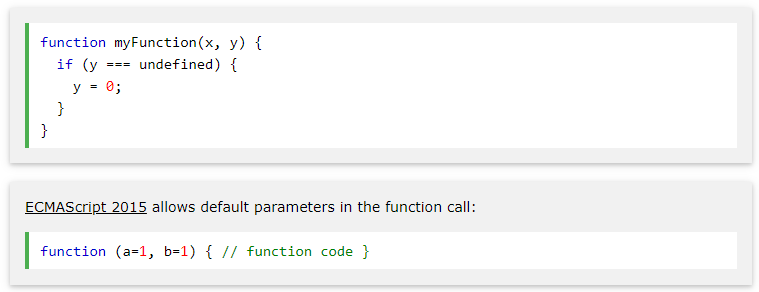 function myFunction(x, y) {
  if (y === undefined) {
    y = 0;
  }
}
ECMAScript 2015 allows default parameters in the function call:
function (a=1, b=1) { // function code }